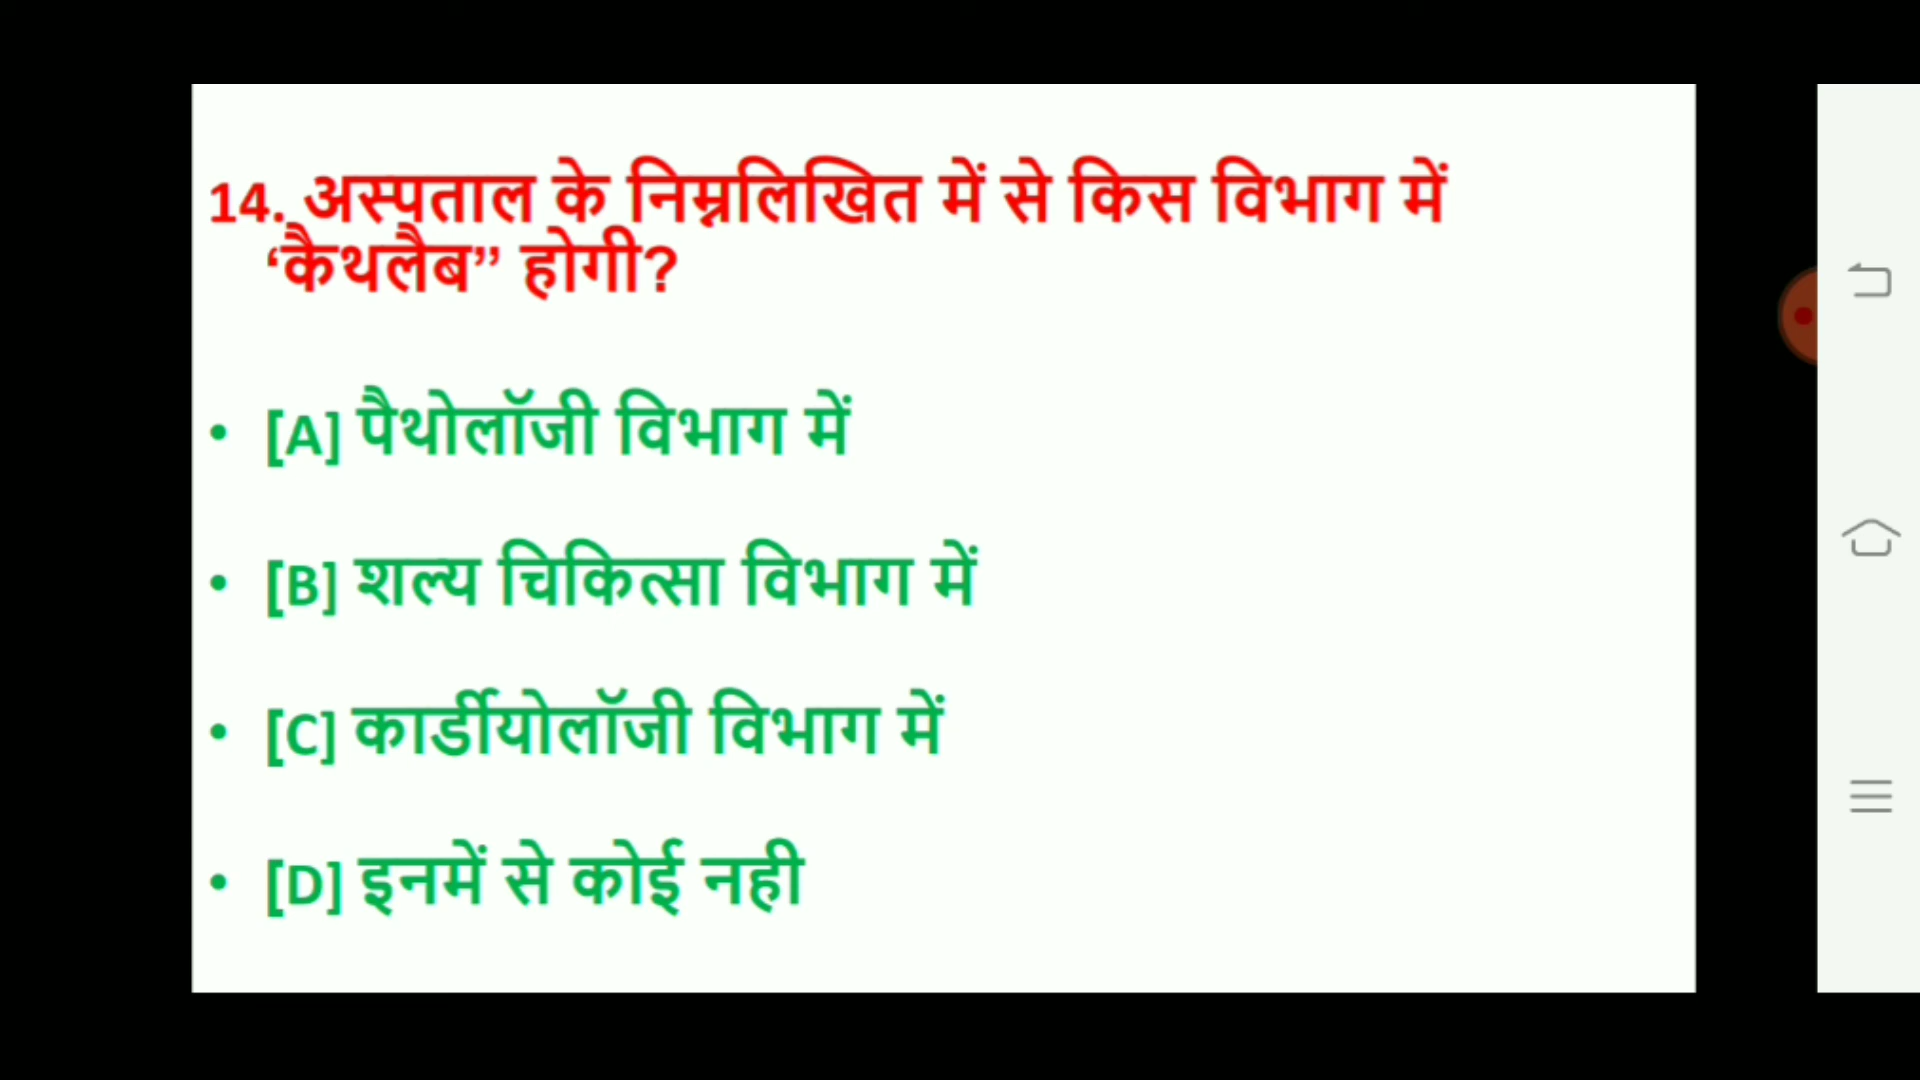 14. अस्पताल के निम्नलिखित में से किस विभाग में
‘कैथलैब” होगी?
• [A] पैथोलॉजी विभाग में
• [B] शल्य चिकित्सा विभाग में
• [C] कार्डीयोलॉजी विभाग में
• [D] इनमें से कोई नही